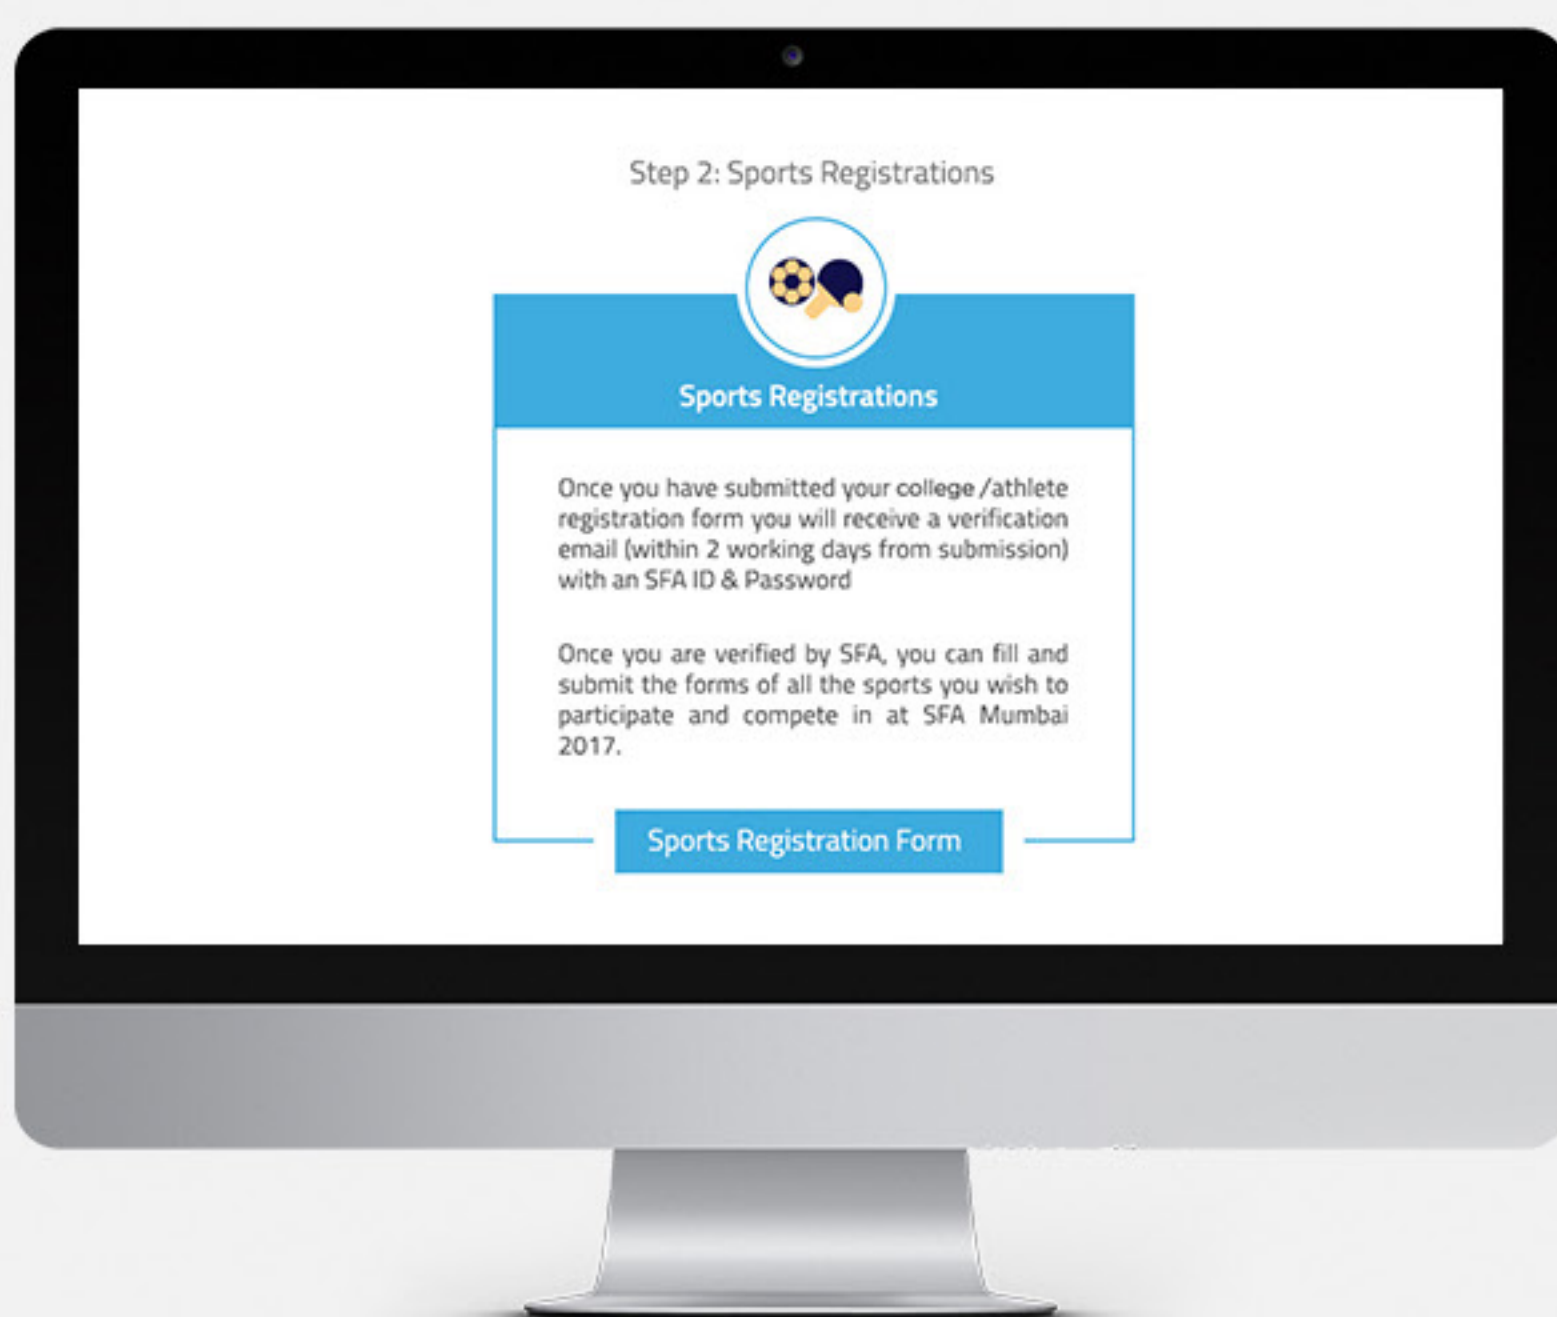 Step 2: Sports Registrations
Sports Registrations
Once you have submitted your college /athlete
registration form you will receive a verification
email (within 2 working days from submission)
with an SFA ID & Password
Once you are verified by SFA, you can fill and
submit the forms of all the sports you wish to
participate and compete in at SFA Mumbai
2017.
Sports Registration Form